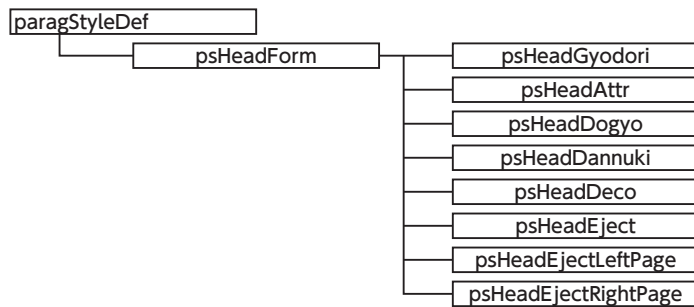 paragStyleDef
psHeadForm
psHeadGyodori
psHeadAttr
psHeadDogyo
psHeadDannuki
psHeadDeco
psHeadEject
psHeadEjectLeftPage
psHeadEjectRightPage